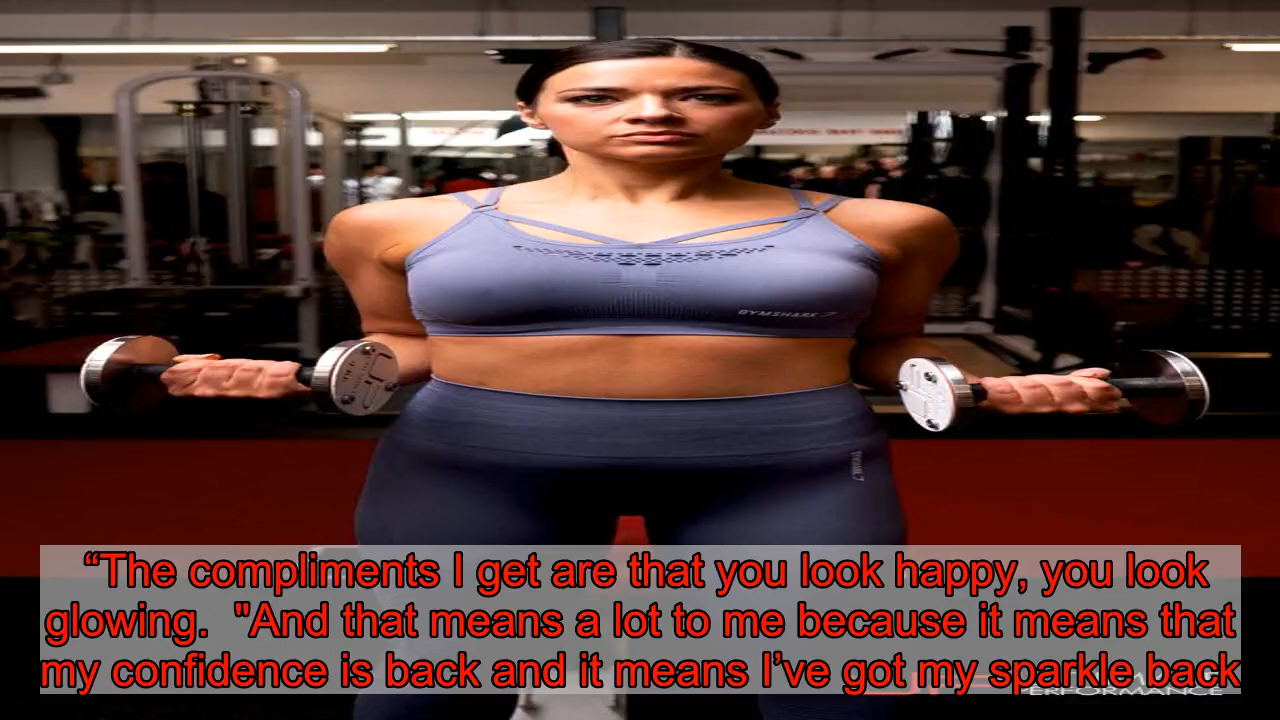 GYMSHARK
“The compliments I get are that you look happy, you look
glowing.  "And that means a lot to me because it means that
my confidence is back and it means I’ve got my sparkle back
PERFORMANCE